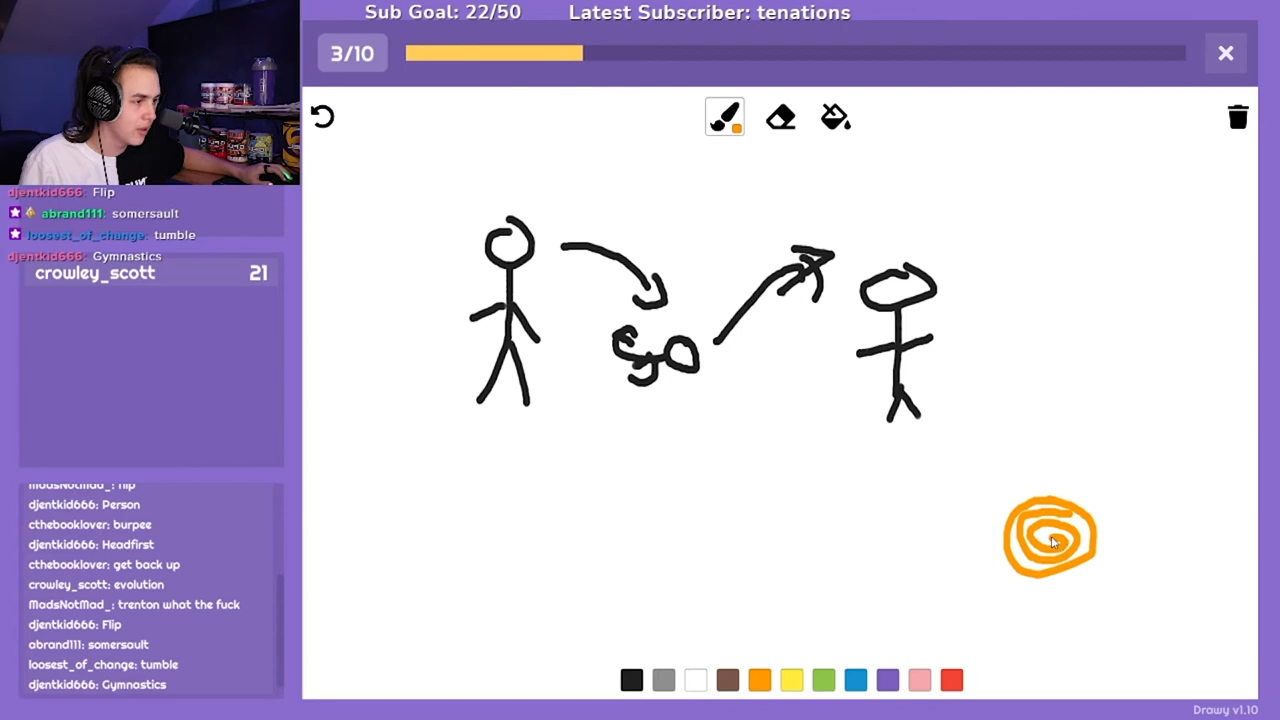 Sub Goal: 22/50 Latest Subscriber: tenations
3/10
djentkid666: Flip
abrand111: somersault
loosest_of_change: tumble
djentkid666: Gymnastics
crowley_scott 21
MadsNotMad_: flip
djentkid666: Person
cthebooklover: burpee
djentkid666: Headfirst
cthebooklover: get back up
crowley_scott: evolution
MadsNotMad_: trenton what the fuck
djentkid666: Flip
abrand111: somersault
loosest_of_change: tumble
djentkid666: Gymnastics
Drawy v1.10